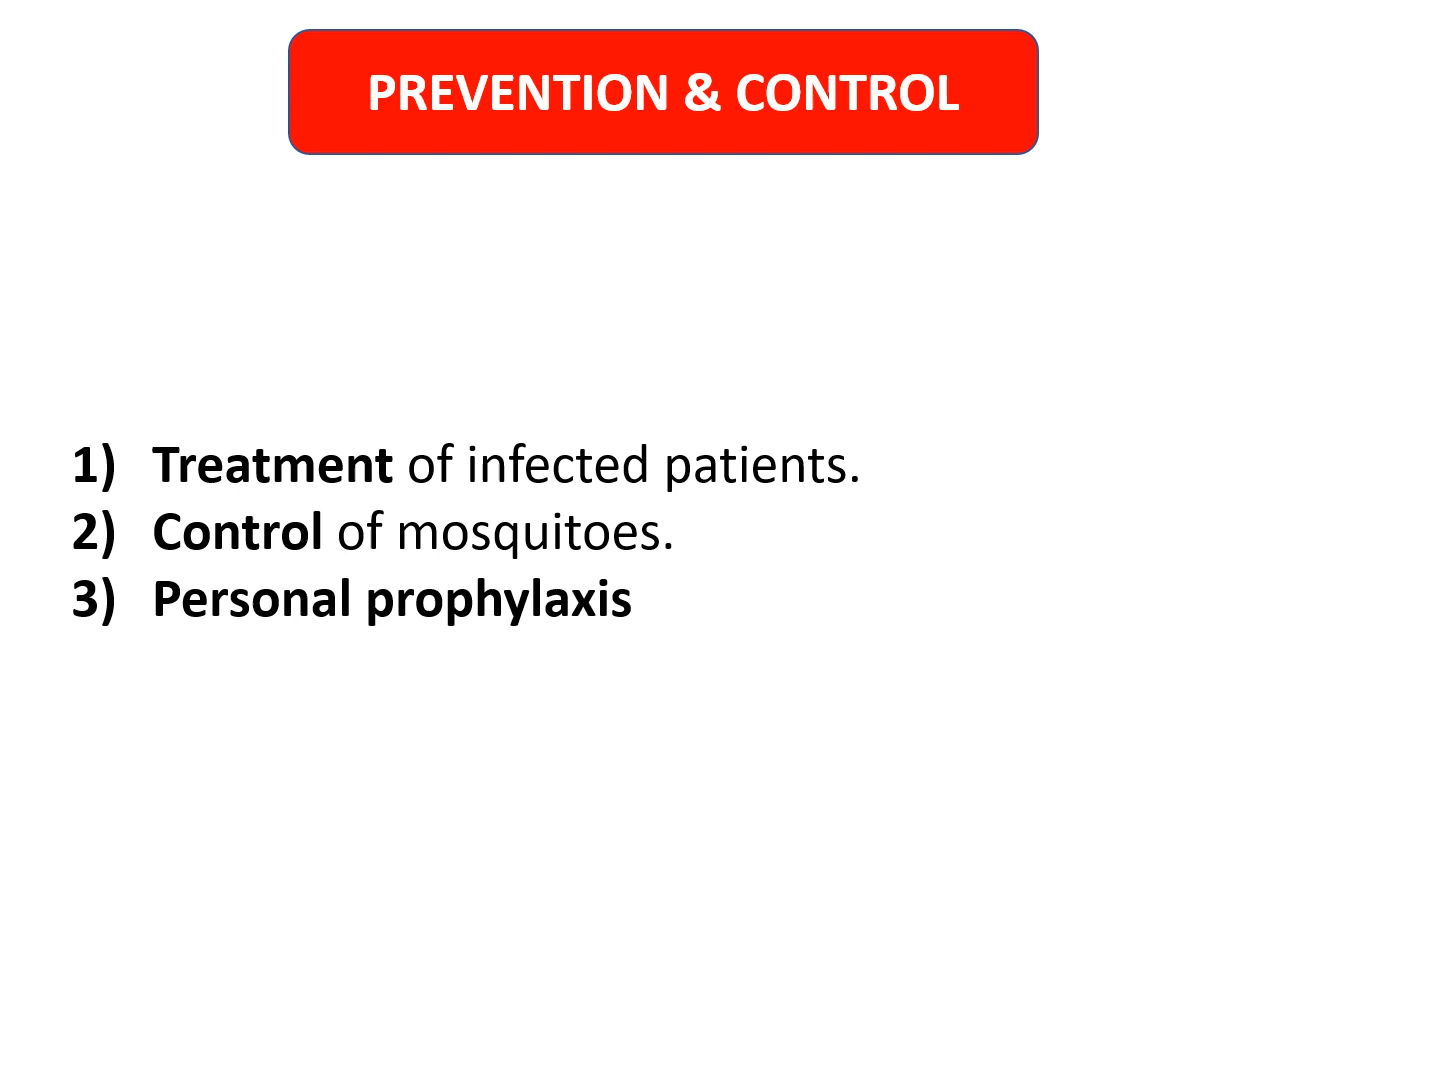 PREVENTION & CONTROL
1) Treatment of infected patients.
2) Control of mosquitoes.
3) Personal prophylaxis